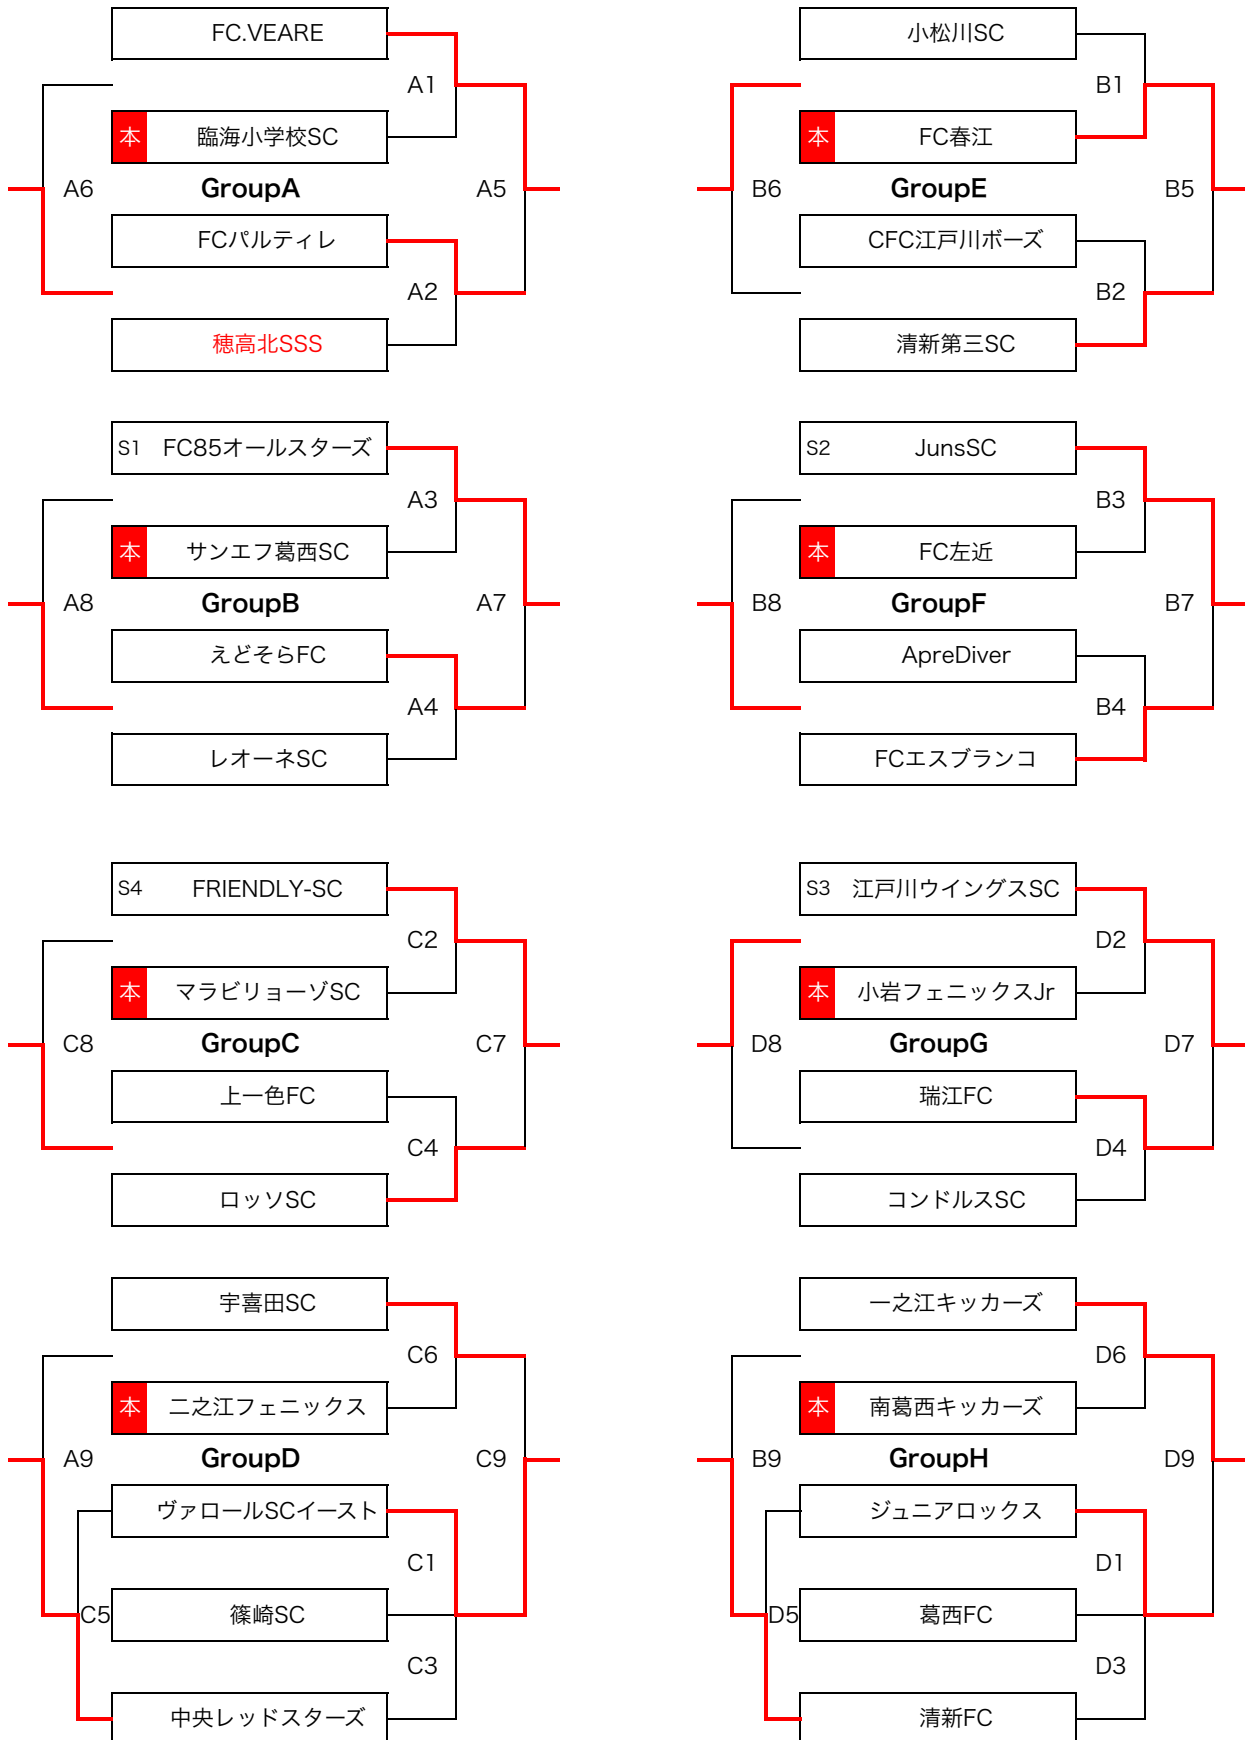 FC.VEARE
A1
本 臨海小学校SC
A6 GroupA A5
FCパルティレ
A2
穂高北SSS
小松川SC
B1
本 FC春江
B6 GroupE B5
CFC江戸川ボーズ
B2
清新第三SC
S1 FC85オールスターズ
A3
本 サンエフ葛西SC
A8 GroupB A7
えどそらFC
A4
レオーネSC
S2 JunsSC
B3
本 FC左近
B8 GroupF B7
ApreDiver
B4
FCエスブランコ
S4 FRIENDLY-SC
C2
本 マラビリョーゾSC
C8 GroupC C7
上一色FC
C4
ロッソSC
S3 江戸川ウイングスSC
D2
本 小岩フェニックスJr
D8 GroupG D7
瑞江FC
D4
コンドルスSC
宇喜田SC
C6
本 二之江フェニックス
A9 GroupD C9
ヴァロールSCイースト
C1
C5 篠崎SC
C3
中央レッドスターズ
一之江キッカーズ
D6
本 南葛西キッカーズ
B9 GroupH D9
ジュニアロックス
D1
D5 葛西FC
D3
清新FC